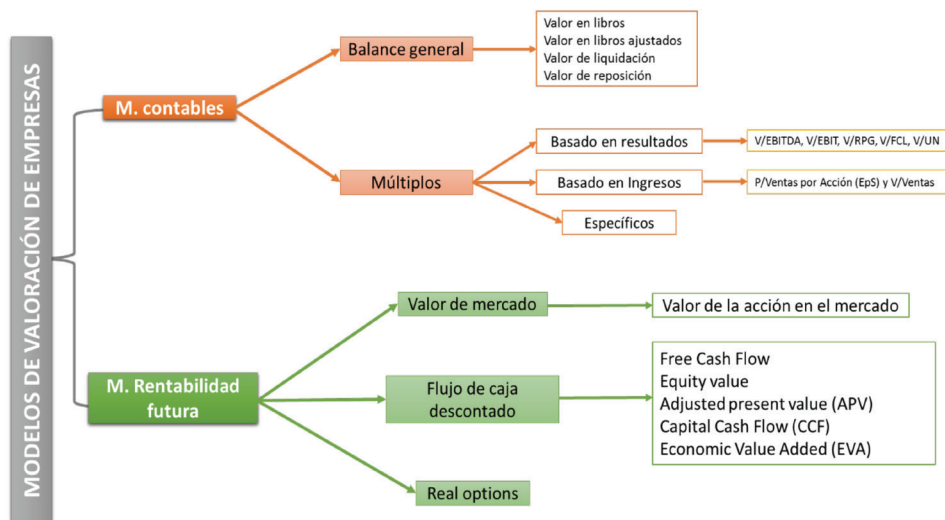 MODELOS DE VALORACIÓN DE EMPRESAS
M. contables
Balance general
Valor en libros
Valor en libros ajustados
Valor de liquidación
Valor de reposición
Múltiplos
Basado en resultados
V/EBITDA, V/EBIT, V/RPG, V/FCL, V/UN
Basado en Ingresos
P/Ventas por Acción (EpS) y V/Ventas
Específicos
M. Rentabilidad
futura
Valor de mercado
Valor de la acción en el mercado
Flujo de caja
descontado
Free Cash Flow
Equity value
Adjusted present value (APV)
Capital Cash Flow (CCF)
Economic Value Added (EVA)
Real options